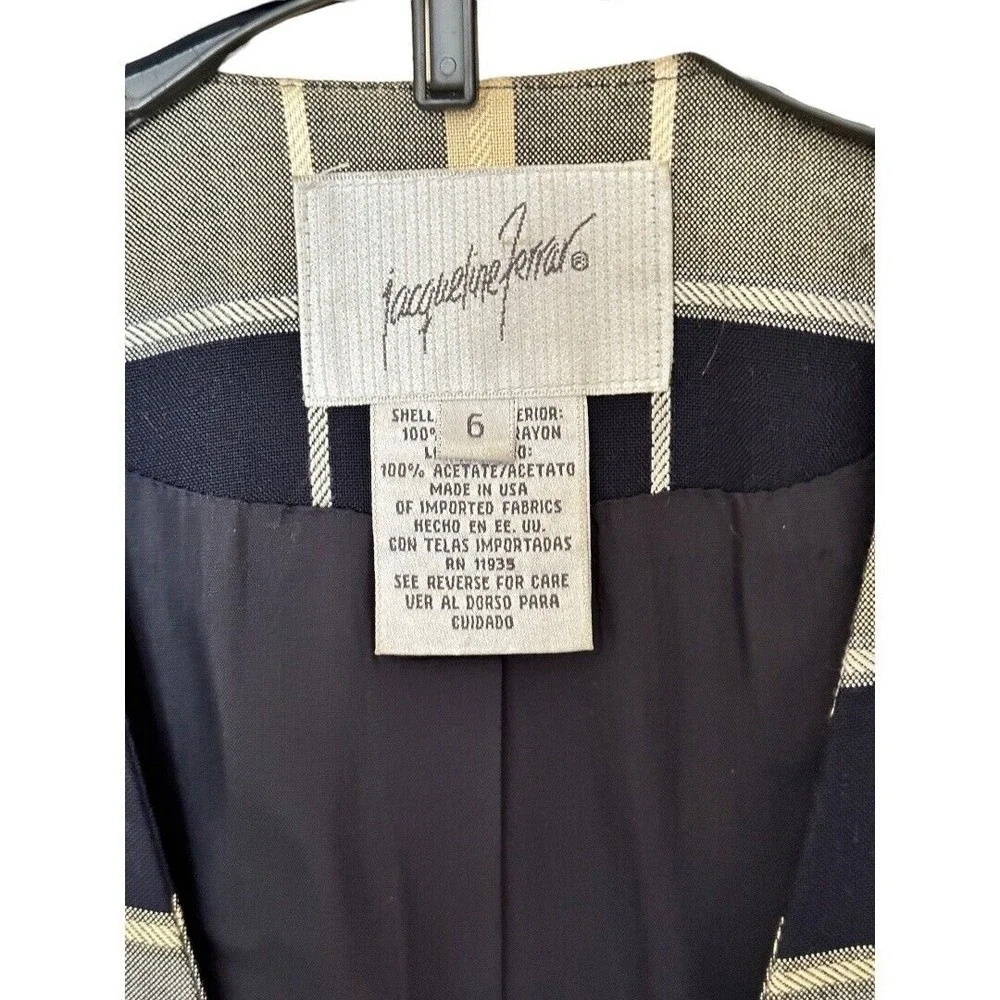 jacqueline ferrar®
6
SHELL ERIOR:
100% RAYON
L O:
100% ACETATE/ACETATO
MADE IN USA
OF IMPORTED FABRICS
HECHO EN EE. UU.
CON TELAS IMPORTADAS
RN 11935
SEE REVERSE FOR CARE
VER AL DORSO PARA
CUIDADO